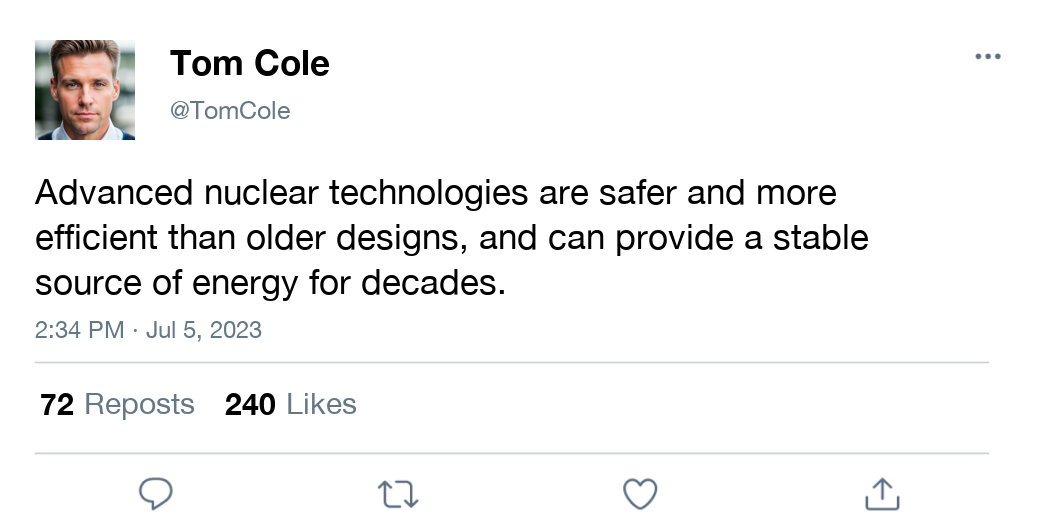 Tom Cole
@TomCole
Advanced nuclear technologies are safer and more
efficient than older designs, and can provide a stable
source of energy for decades.
2:34 PM · Jul 5, 2023
72 Reposts 240 Likes